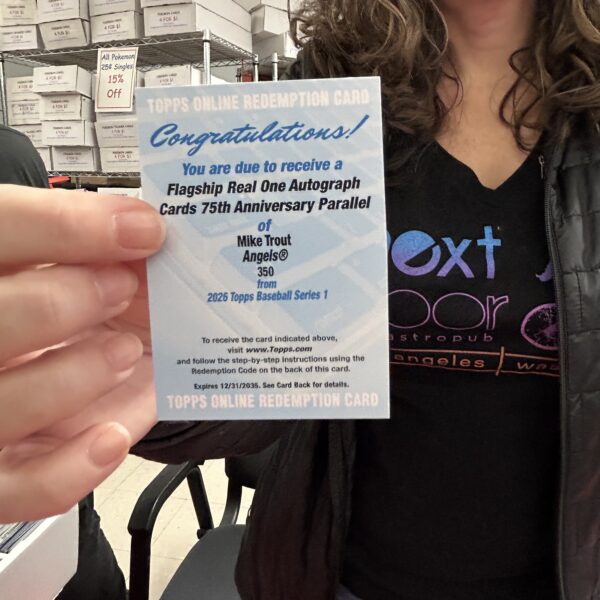 All Pokemon
25¢ Singles
15%
Off
TOPPS ONLINE REDEMPTION CARD
Congratulations!
You are due to receive a
Flagship Real One Autograph
Cards 75th Anniversary Parallel
of
Mike Trout
Angels®
350
from
2026 Topps Baseball Series 1
To receive the card indicated above,
visit www.Topps.com
and follow the step-by-step instructions using the
Redemption Code on the back of this card.
Expires 12/31/2035. See Card Back for details.
TOPPS ONLINE REDEMPTION CARD
next
oor
astropub
angeles | wa